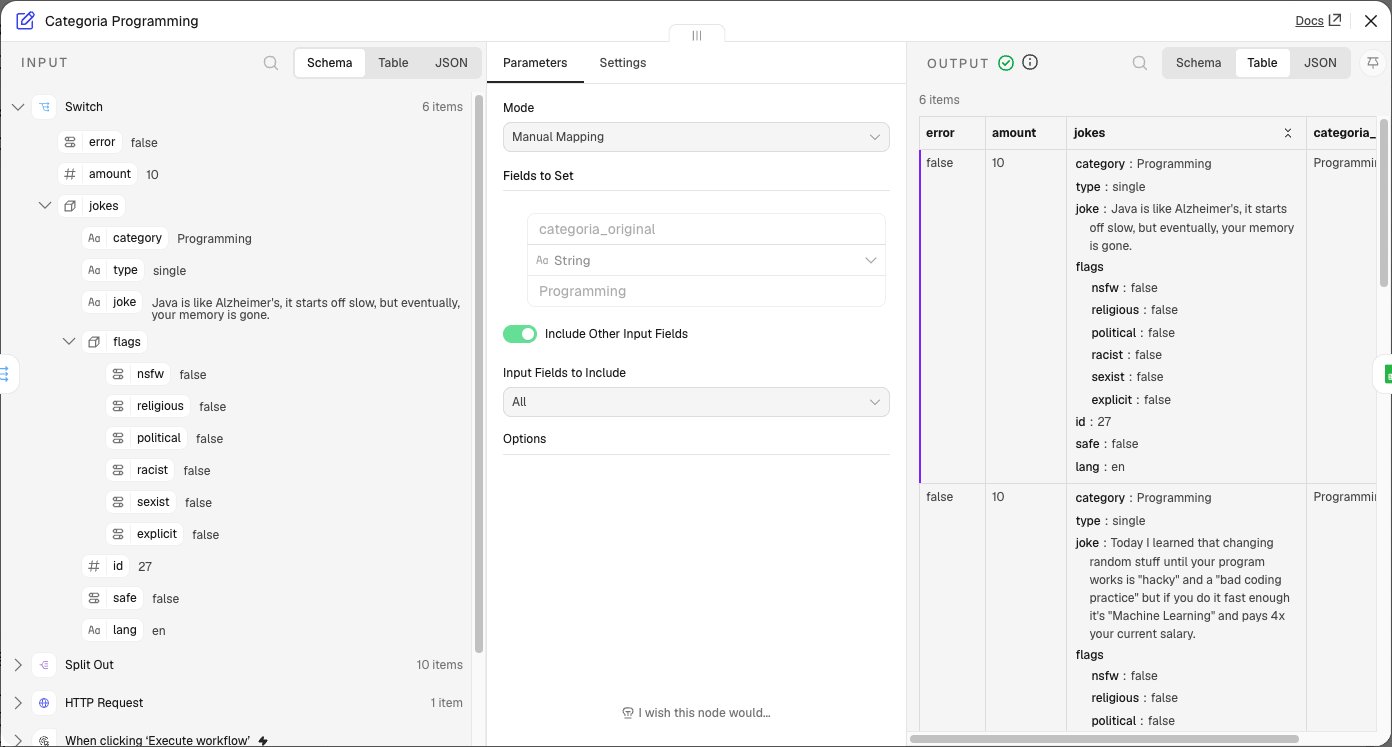 Categoria Programming
Docs
INPUT
Schema
Table
JSON
Switch
6 items
error
false
# amount
10
jokes
Aa category
Programming
Aa type
single
Aa joke
Java is like Alzheimer's, it starts off slow, but eventually,
your memory is gone.
flags
nsfw
false
religious
false
political
false
racist
false
sexist
false
explicit
false
# id
27
safe
false
Aa lang
en
Split Out
10 items
HTTP Request
1 item
When clicking ‘Execute workflow’
Parameters
Settings
Mode
Manual Mapping
Fields to Set
categoria_original
Aa String
Programming
Include Other Input Fields
Input Fields to Include
All
Options
I wish this node would...
OUTPUT
Schema
Table
JSON
6 items
error
amount
jokes
categoria_
false
10
category : Programming
type : single
joke : Java is like Alzheimer's, it starts
off slow, but eventually, your memory
is gone.
flags
nsfw : false
religious : false
political : false
racist : false
sexist : false
explicit : false
id : 27
safe : false
lang : en
Programmi
false
10
category : Programming
type : single
joke : Today I learned that changing
random stuff until your program
works is "hacky" and a "bad coding
practice" but if you do it fast enough
it's "Machine Learning" and pays 4x
your current salary.
flags
nsfw : false
religious : false
political : false
Programmi